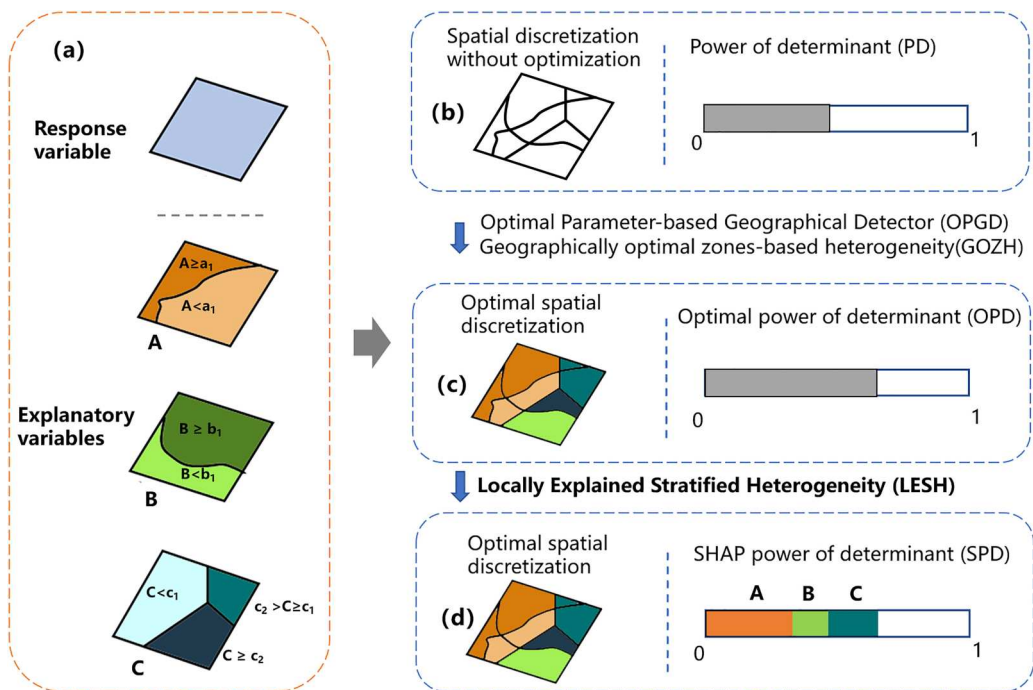 (a)
Response
variable
A≥a₁
A<a₁
A
Explanatory
variables
B ≥ b₁
B<b₁
B
C<c₁
c₂ >C≥c₁
C ≥ c₂
C
Spatial discretization
without optimization
(b)
Power of determinant (PD)
0
1
Optimal Parameter-based Geographical Detector (OPGD)
Geographically optimal zones-based heterogeneity(GOZH)
Optimal spatial
discretization
(c)
Optimal power of determinant (OPD)
0
1
Locally Explained Stratified Heterogeneity (LESH)
Optimal spatial
discretization
(d)
SHAP power of determinant (SPD)
A B C
0
1